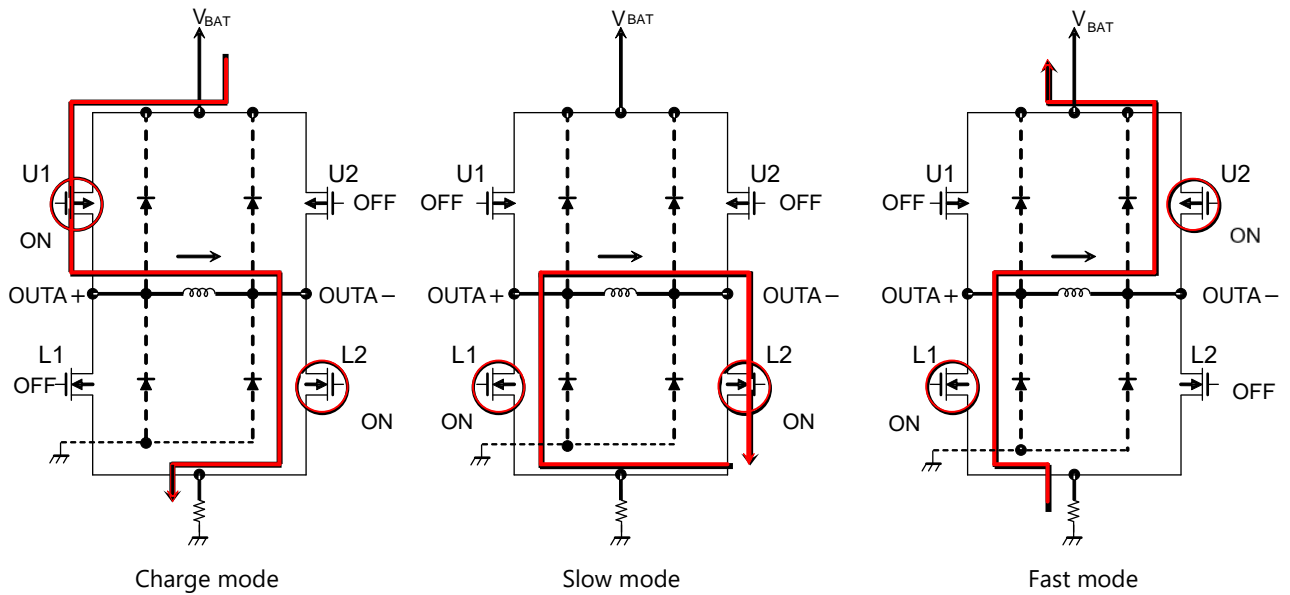 VBAT
U1
U2
OFF
ON
OUTA+
OUTA−
L1
L2
OFF
ON
Charge mode
VBAT
U1
U2
OFF
OFF
OUTA+
OUTA−
L1
L2
ON
ON
Slow mode
VBAT
U1
U2
OFF
ON
OUTA+
OUTA−
L1
L2
OFF
ON
Fast mode